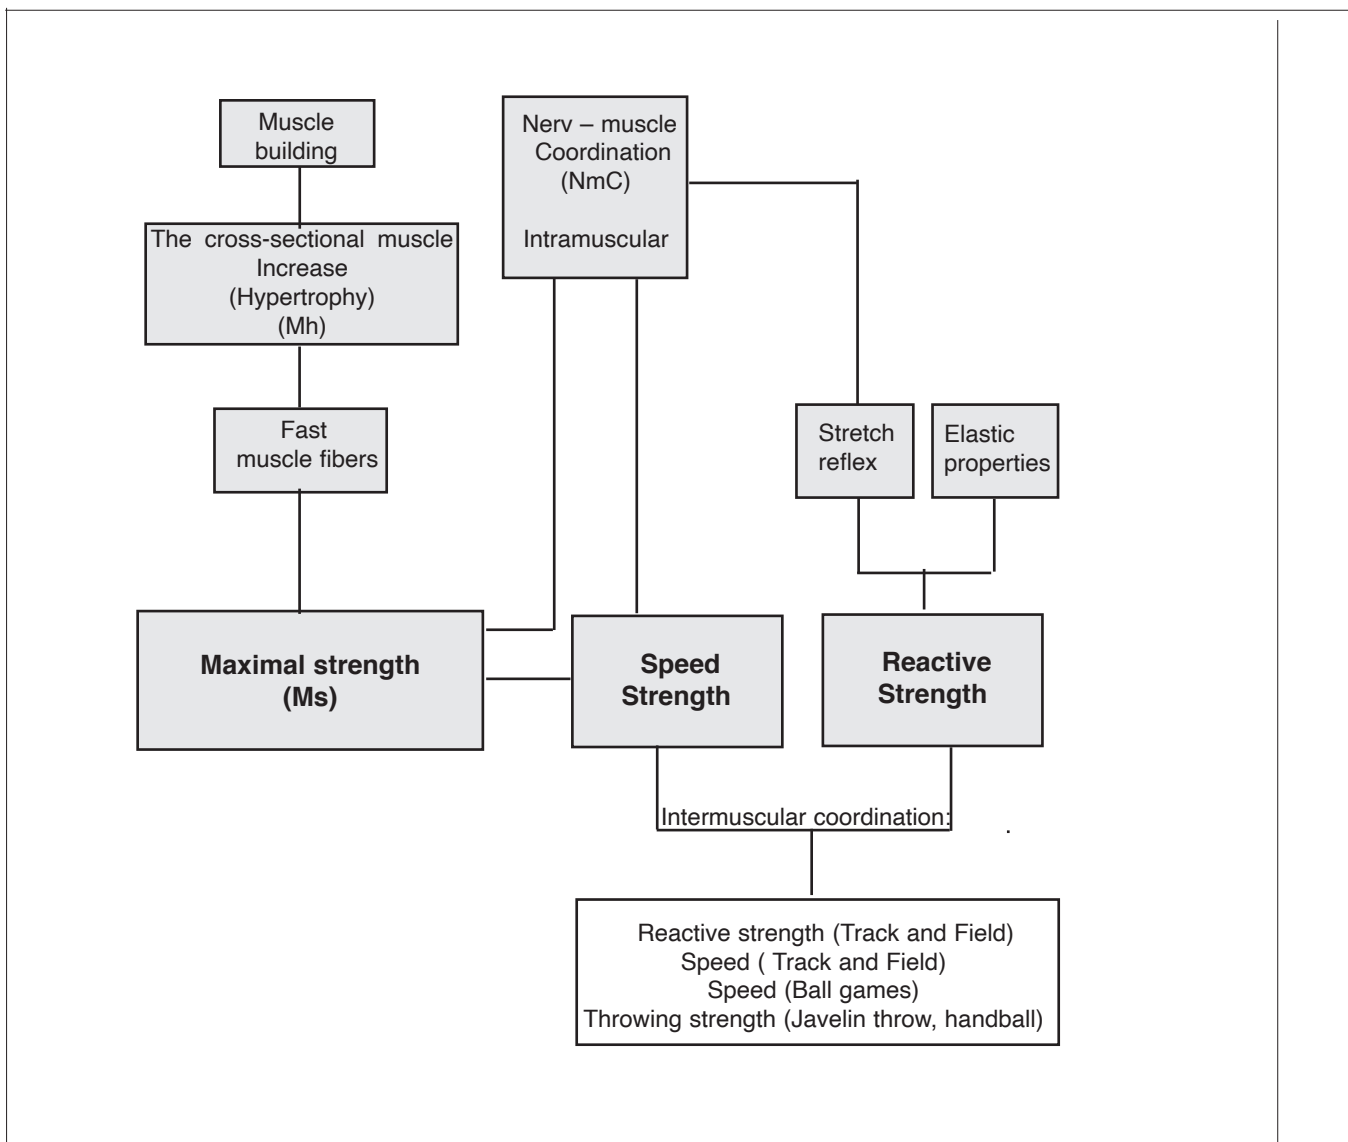 Muscle
building
Nerv – muscle
Coordination
(NmC)
Intramuscular
The cross-sectional muscle
Increase
(Hypertrophy)
(Mh)
Fast
muscle fibers
Stretch
reflex
Elastic
properties
Maximal strength
(Ms)
Speed
Strength
Reactive
Strength
Intermuscular coordination:
.
Reactive strength (Track and Field)
Speed ( Track and Field)
Speed (Ball games)
Throwing strength (Javelin throw, handball)